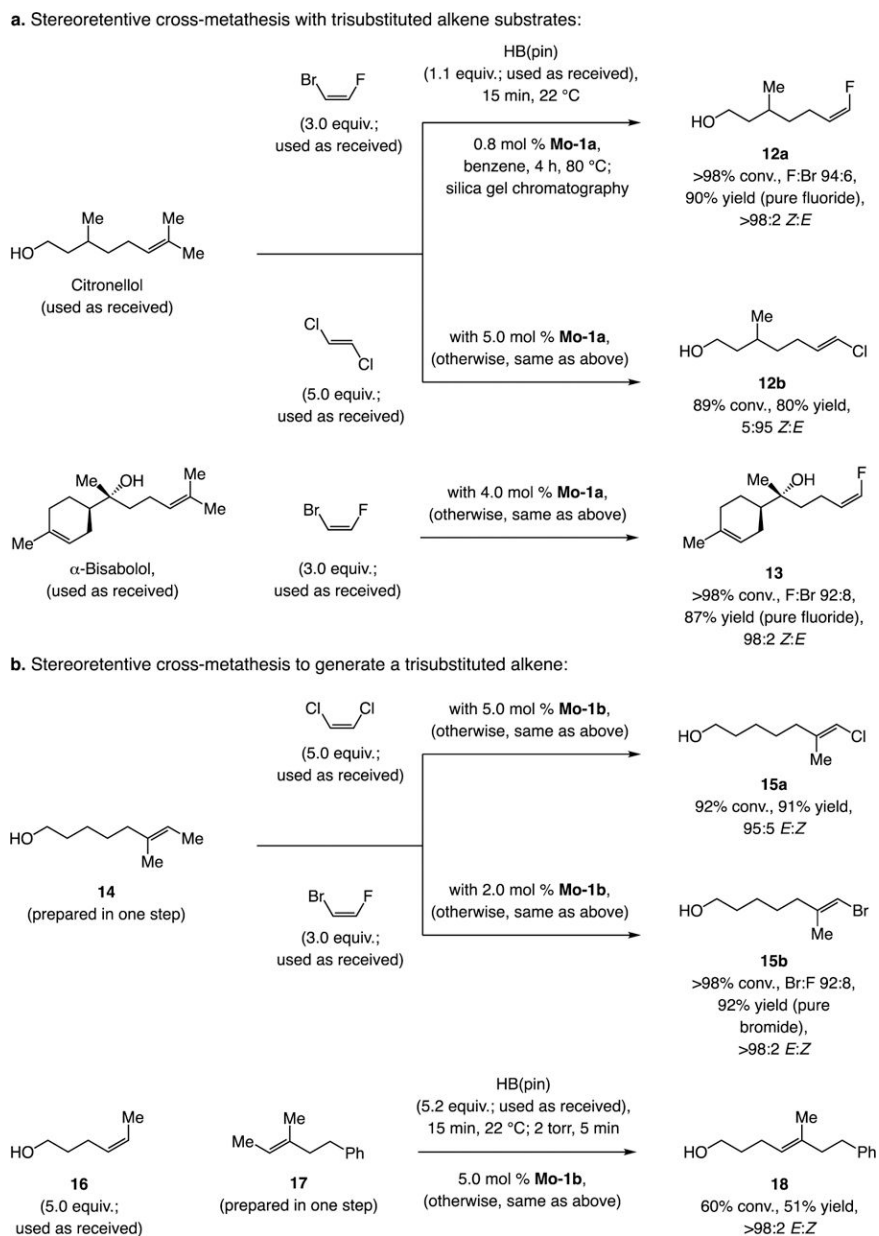 a. Stereoretentive cross-metathesis with trisubstituted alkene substrates:
HO
Me
Me
Me
Citronellol
(used as received)
Br
F
(3.0 equiv.;
used as received)
HB(pin)
(1.1 equiv.; used as received),
15 min, 22 °C
0.8 mol % Mo-1a,
benzene, 4 h, 80 °C;
silica gel chromatography
HO
Me
F
12a
>98% conv., F:Br 94:6,
90% yield (pure fluoride),
>98:2 Z:E
Cl
Cl
(5.0 equiv.;
used as received)
with 5.0 mol % Mo-1a,
(otherwise, same as above)
HO
Me
Cl
12b
89% conv., 80% yield,
5:95 Z:E
Me
OH
Me
Me
Me
α-Bisabolol,
(used as received)
Br
F
(3.0 equiv.;
used as received)
with 4.0 mol % Mo-1a,
(otherwise, same as above)
Me
OH
F
Me
13
>98% conv., F:Br 92:8,
87% yield (pure fluoride),
98:2 Z:E
b. Stereoretentive cross-metathesis to generate a trisubstituted alkene:
HO
Me
Me
14
(prepared in one step)
Cl
Cl
(5.0 equiv.;
used as received)
with 5.0 mol % Mo-1b,
(otherwise, same as above)
HO
Cl
Me
15a
92% conv., 91% yield,
95:5 E:Z
Br
F
(3.0 equiv.;
used as received)
with 2.0 mol % Mo-1b,
(otherwise, same as above)
HO
Br
Me
15b
>98% conv., Br:F 92:8,
92% yield (pure
bromide),
>98:2 E:Z
HO
Me
16
(5.0 equiv.;
used as received)
Me
Me
Ph
17
(prepared in one step)
HB(pin)
(5.2 equiv.; used as received),
15 min, 22 °C; 2 torr, 5 min
5.0 mol % Mo-1b,
(otherwise, same as above)
HO
Me
Ph
18
60% conv., 51% yield,
>98:2 E:Z